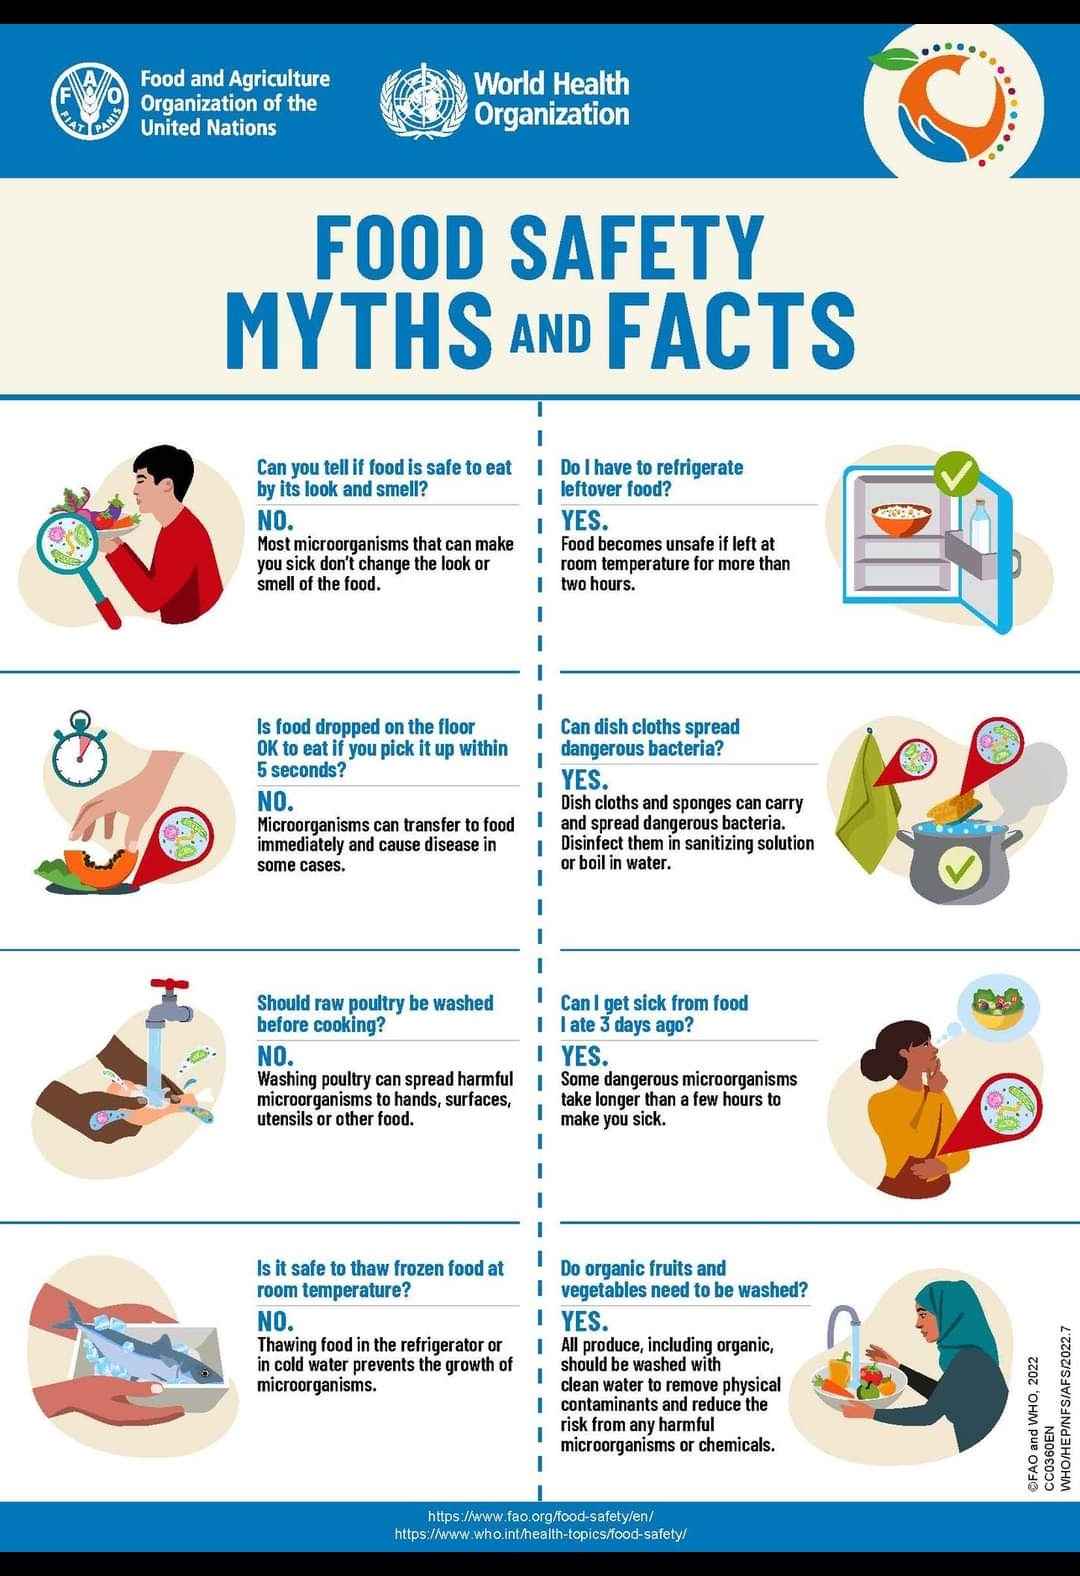 Food and Agriculture
Organization of the
United Nations
FAO
FIAT PANIS
World Health
Organization
FOOD SAFETY
MYTHS AND FACTS
Can you tell if food is safe to eat
by its look and smell?
NO.
Most microorganisms that can make
you sick don't change the look or
smell of the food.
Do I have to refrigerate
leftover food?
YES.
Food becomes unsafe if left at
room temperature for more than
two hours.
Is food dropped on the floor
OK to eat if you pick it up within
5 seconds?
NO.
Microorganisms can transfer to food
immediately and cause disease in
some cases.
Can dish cloths spread
dangerous bacteria?
YES.
Dish cloths and sponges can carry
and spread dangerous bacteria.
Disinfect them in sanitizing solution
or boil in water.
Should raw poultry be washed
before cooking?
NO.
Washing poultry can spread harmful
microorganisms to hands, surfaces,
utensils or other food.
Can I get sick from food
I ate 3 days ago?
YES.
Some dangerous microorganisms
take longer than a few hours to
make you sick.
Is it safe to thaw frozen food at
room temperature?
NO.
Thawing food in the refrigerator or
in cold water prevents the growth of
microorganisms.
Do organic fruits and
vegetables need to be washed?
YES.
All produce, including organic,
should be washed with
clean water to remove physical
contaminants and reduce the
risk from any harmful
microorganisms or chemicals.
©FAO and WHO, 2022
CC0360EN
WHO/HEP/NFS/AFS/2022.7
https://www.fao.org/food-safety/en/
https://www.who.int/health-topics/food-safety/